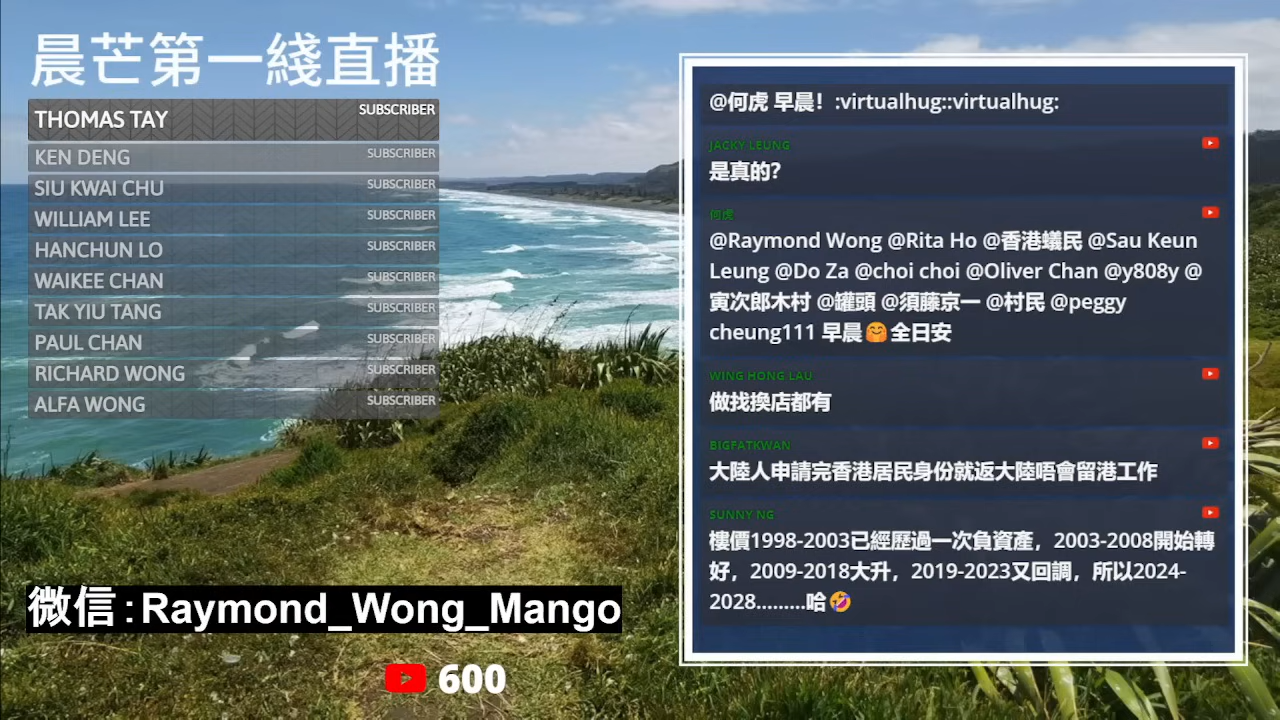 晨芒第一綫直播
THOMAS TAY SUBSCRIBER
KEN DENG SUBSCRIBER
SIU KWAI CHU SUBSCRIBER
WILLIAM LEE SUBSCRIBER
HANCHUN LO SUBSCRIBER
WAIKEE CHAN SUBSCRIBER
TAK YIU TANG SUBSCRIBER
PAUL CHAN SUBSCRIBER
RICHARD WONG SUBSCRIBER
ALFA WONG SUBSCRIBER
微信:Raymond_Wong_Mango
600
@何虎 早晨！:virtualhug::virtualhug:
JACKY LEUNG
是真的?
何虎
@Raymond Wong @Rita Ho @香港蟻民 @Sau Keun
Leung @Do Za @choi choi @Oliver Chan @y808y @
寅次郎木村 @罐頭 @須藤京一 @村民 @peggy
cheung111 早晨🤗全日安
WING HONG LAU
做找換店都有
BIGFATKWAN
大陸人申請完香港居民身份就返大陸唔會留港工作
SUNNY NG
樓價1998-2003已經歷過一次負資產，2003-2008開始轉
好，2009-2018大升，2019-2023又回調，所以2024-
2028.........哈🤣